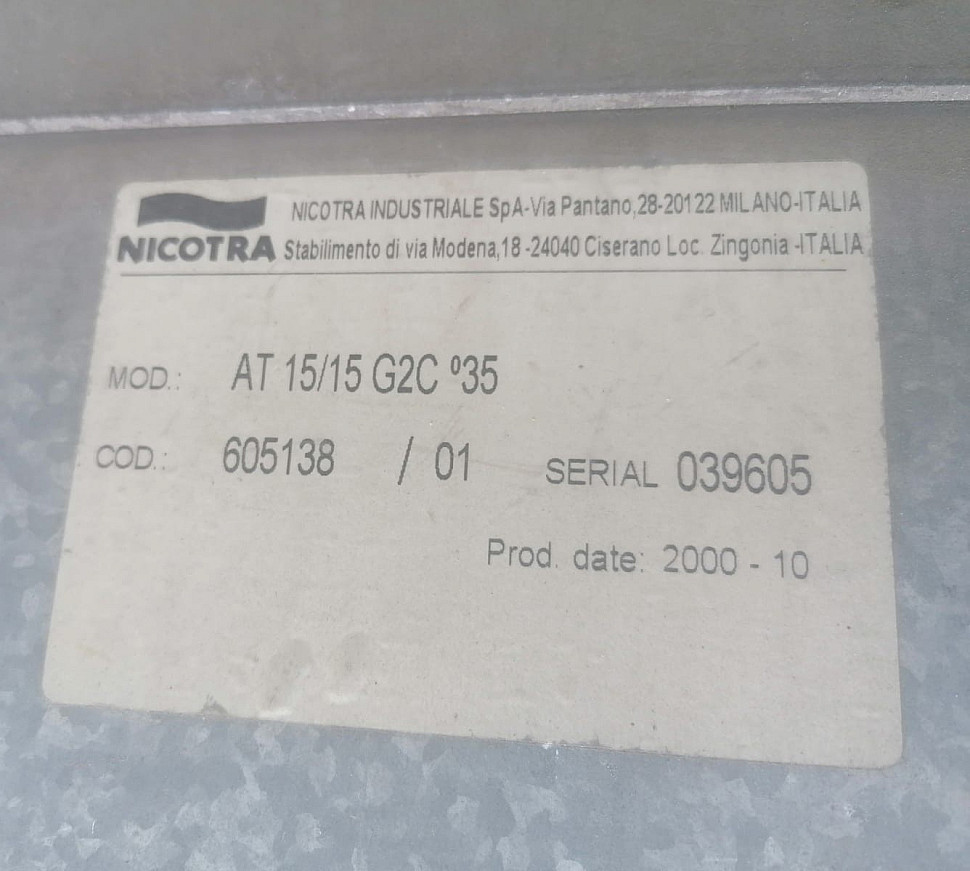 NICOTRA INDUSTRIALE SpA-Via Pantano,28-20122 MILANO-ITALIA
NICOTRA Stabilimento di via Modena,18-24040 Ciserano Loc. Zingonia -ITALIA
MOD.: AT 15/15 G2C º35
COD.: 605138 / 01 SERIAL 039605
Prod. date: 2000 - 10